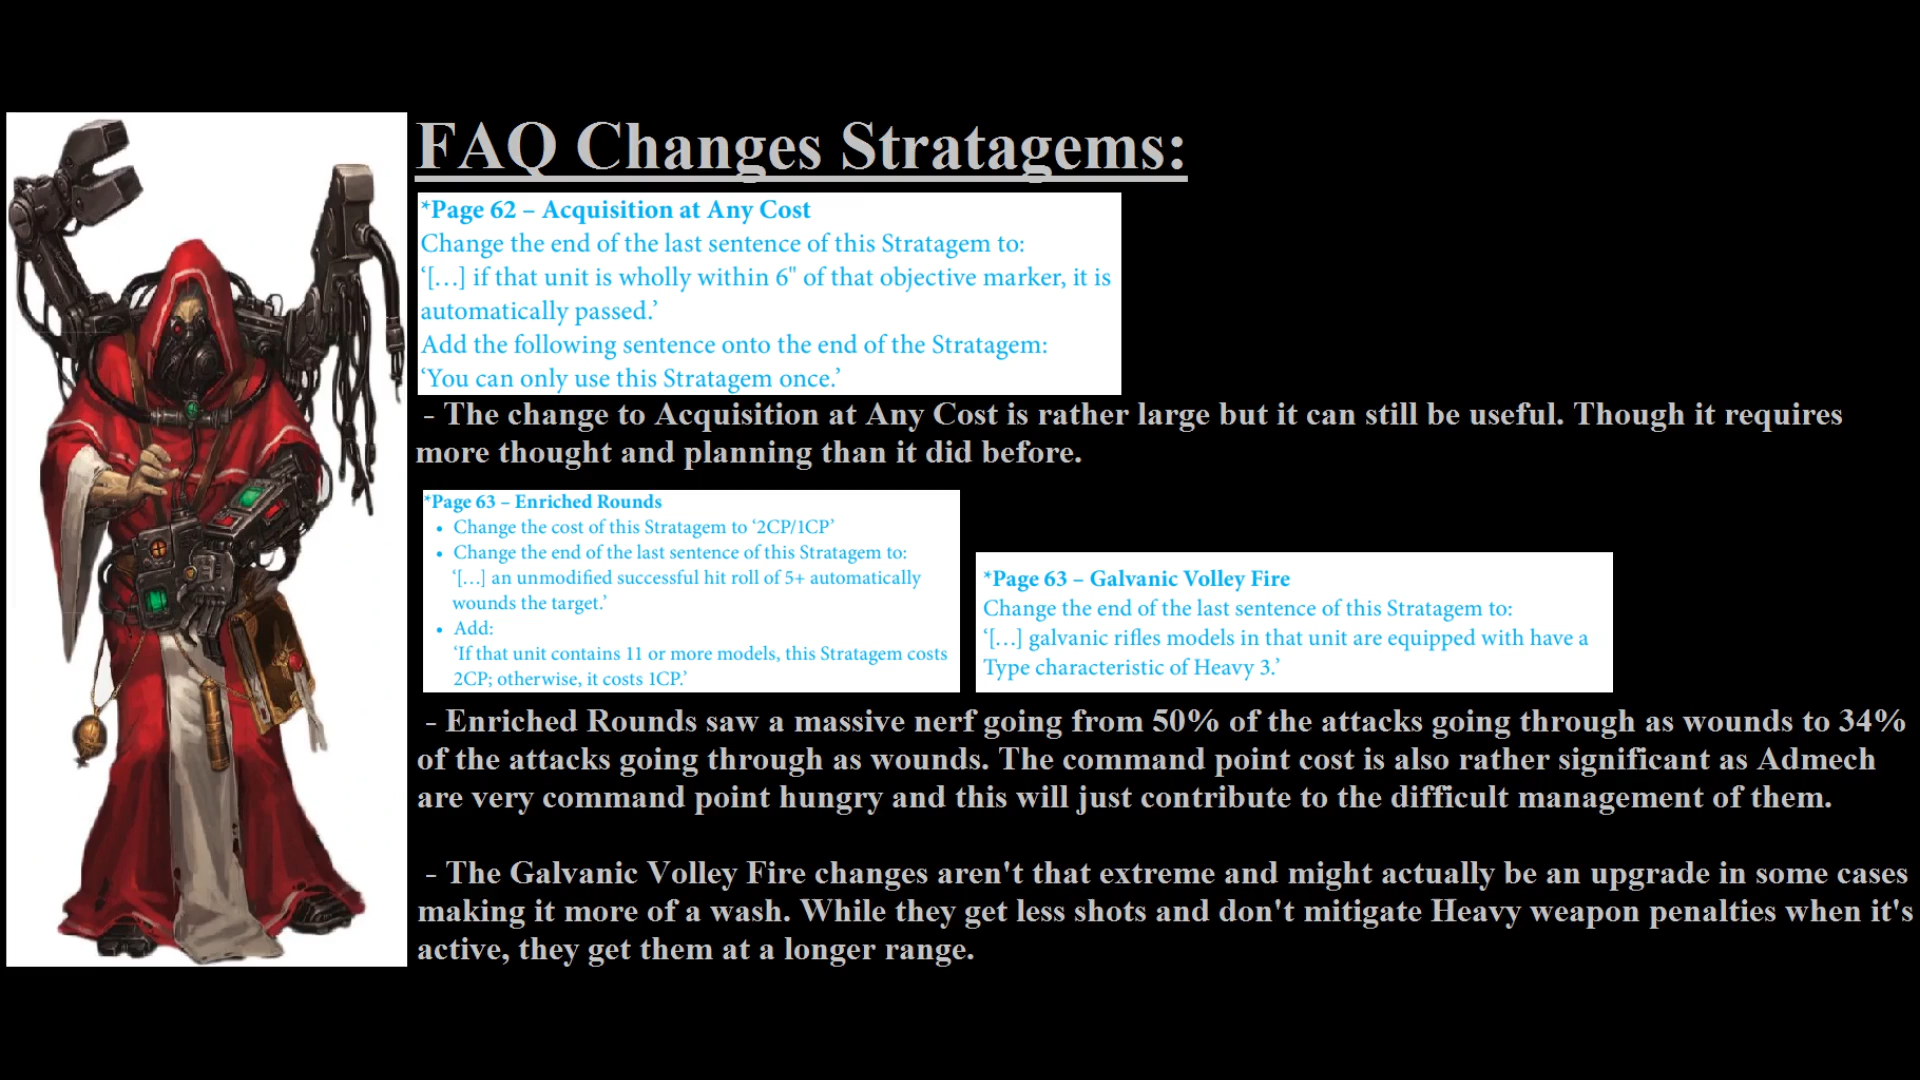 FAQ Changes Stratagems:
*Page 62 – Acquisition at Any Cost
Change the end of the last sentence of this Stratagem to:
‘[…] if that unit is wholly within 6" of that objective marker, it is
automatically passed.’
Add the following sentence onto the end of the Stratagem:
‘You can only use this Stratagem once.’
- The change to Acquisition at Any Cost is rather large but it can still be useful. Though it requires
more thought and planning than it did before.
*Page 63 – Enriched Rounds
• Change the cost of this Stratagem to ‘2CP/1CP’
• Change the end of the last sentence of this Stratagem to:
‘[…] an unmodified successful hit roll of 5+ automatically
wounds the target.’
• Add:
‘If that unit contains 11 or more models, this Stratagem costs
2CP; otherwise, it costs 1CP.’
*Page 63 – Galvanic Volley Fire
Change the end of the last sentence of this Stratagem to:
‘[…] galvanic rifles models in that unit are equipped with have a
Type characteristic of Heavy 3.’
- Enriched Rounds saw a massive nerf going from 50% of the attacks going through as wounds to 34%
of the attacks going through as wounds. The command point cost is also rather significant as Admech
are very command point hungry and this will just contribute to the difficult management of them.
- The Galvanic Volley Fire changes aren't that extreme and might actually be an upgrade in some cases
making it more of a wash. While they get less shots and don't mitigate Heavy weapon penalties when it's
active, they get them at a longer range.